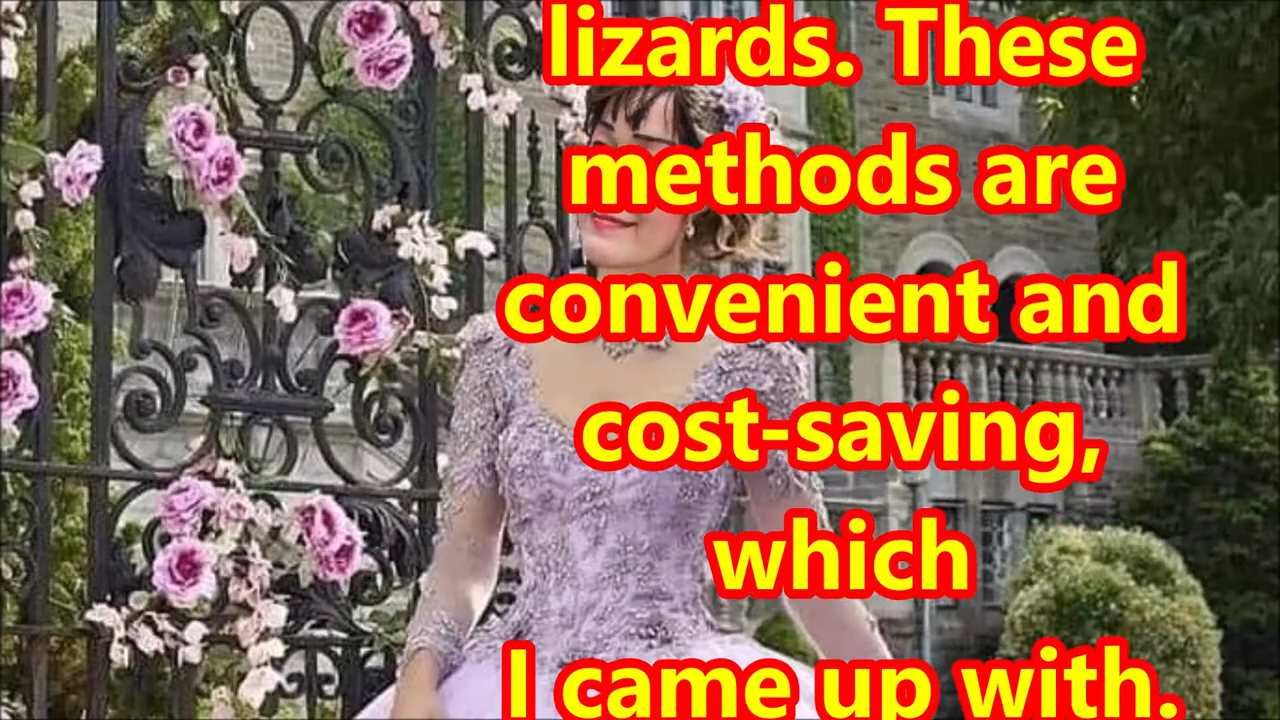 lizards. These
methods are
convenient and
cost-saving,
which
I came up with.